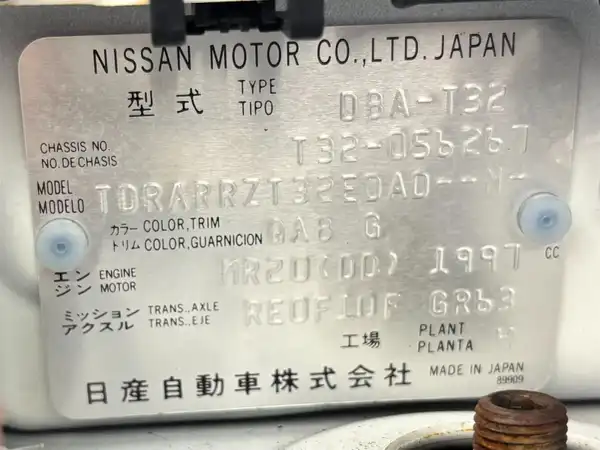 NISSAN MOTOR CO.,LTD. JAPAN
型式 TYPE TIPO DBA-T32
CHASSIS NO. NO. DE CHASIS T32-056267
MODEL MODELO TDRARRZT32EDAD--N-
カラー COLOR, TRIM
トリム COLOR, GUARNICION QAB G
エンジン ENGINE MOTOR MR20(DD) 1997 CC
ミッション TRANS., AXLE
アクスル TRANS., EJE RE0F10F GR63
工場 PLANT PLANTA
日産自動車株式会社 MADE IN JAPAN
89909